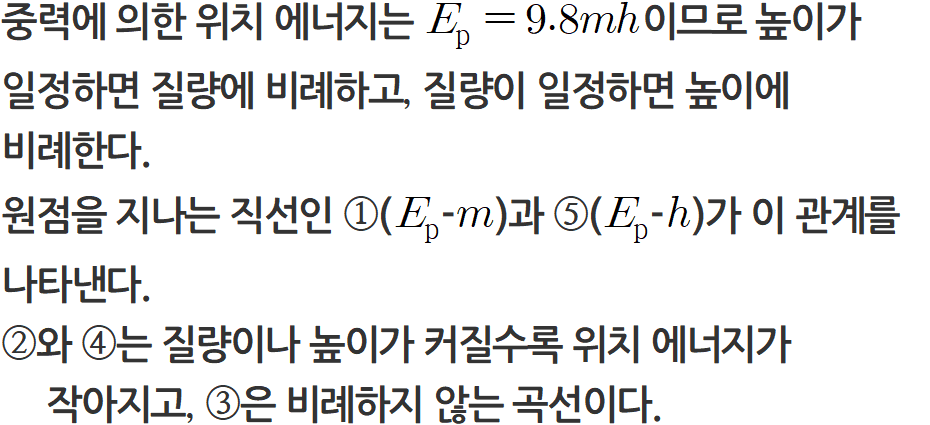 중력에 의한 위치 에너지는 Eₚ = 9.8mh이므로 높이가
일정하면 질량에 비례하고, 질량이 일정하면 높이에
비례한다.
원점을 지나는 직선인 ①(Eₚ-m)과 ⑤(Eₚ-h)가 이 관계를
나타낸다.
②와 ④는 질량이나 높이가 커질수록 위치 에너지가
작아지고, ③은 비례하지 않는 곡선이다.